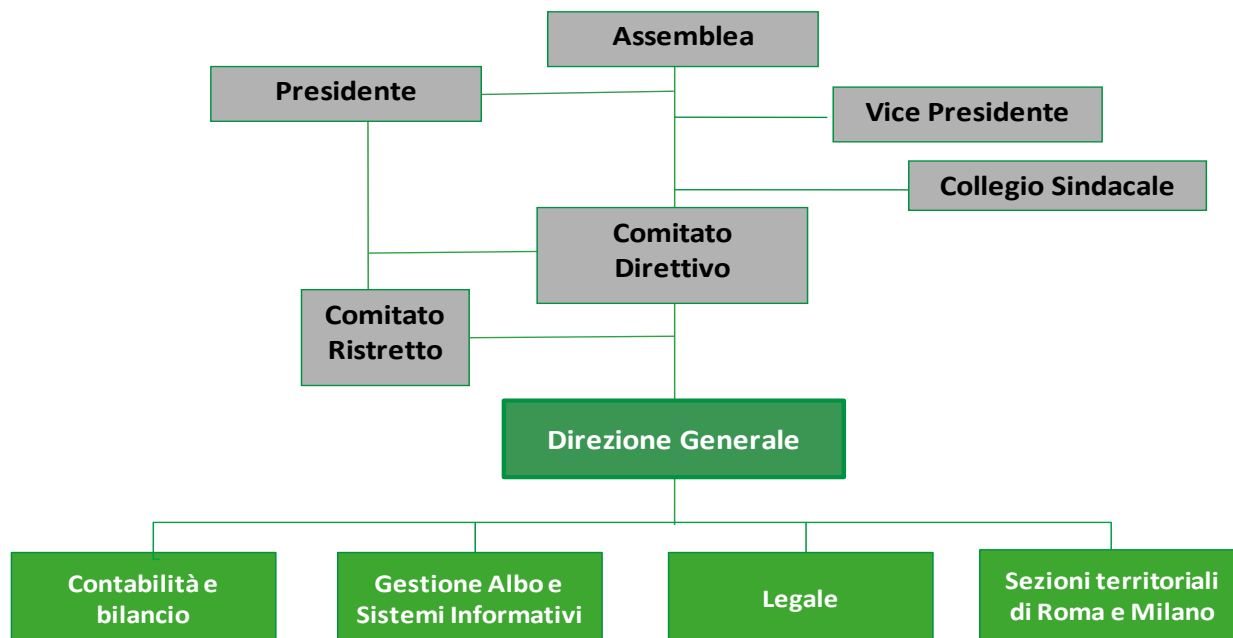 Assemblea
Presidente
Vice Presidente
Collegio Sindacale
Comitato
Direttivo
Comitato
Ristretto
Direzione Generale
Contabilità e
bilancio
Gestione Albo e
Sistemi Informativi
Legale
Sezioni territoriali
di Roma e Milano